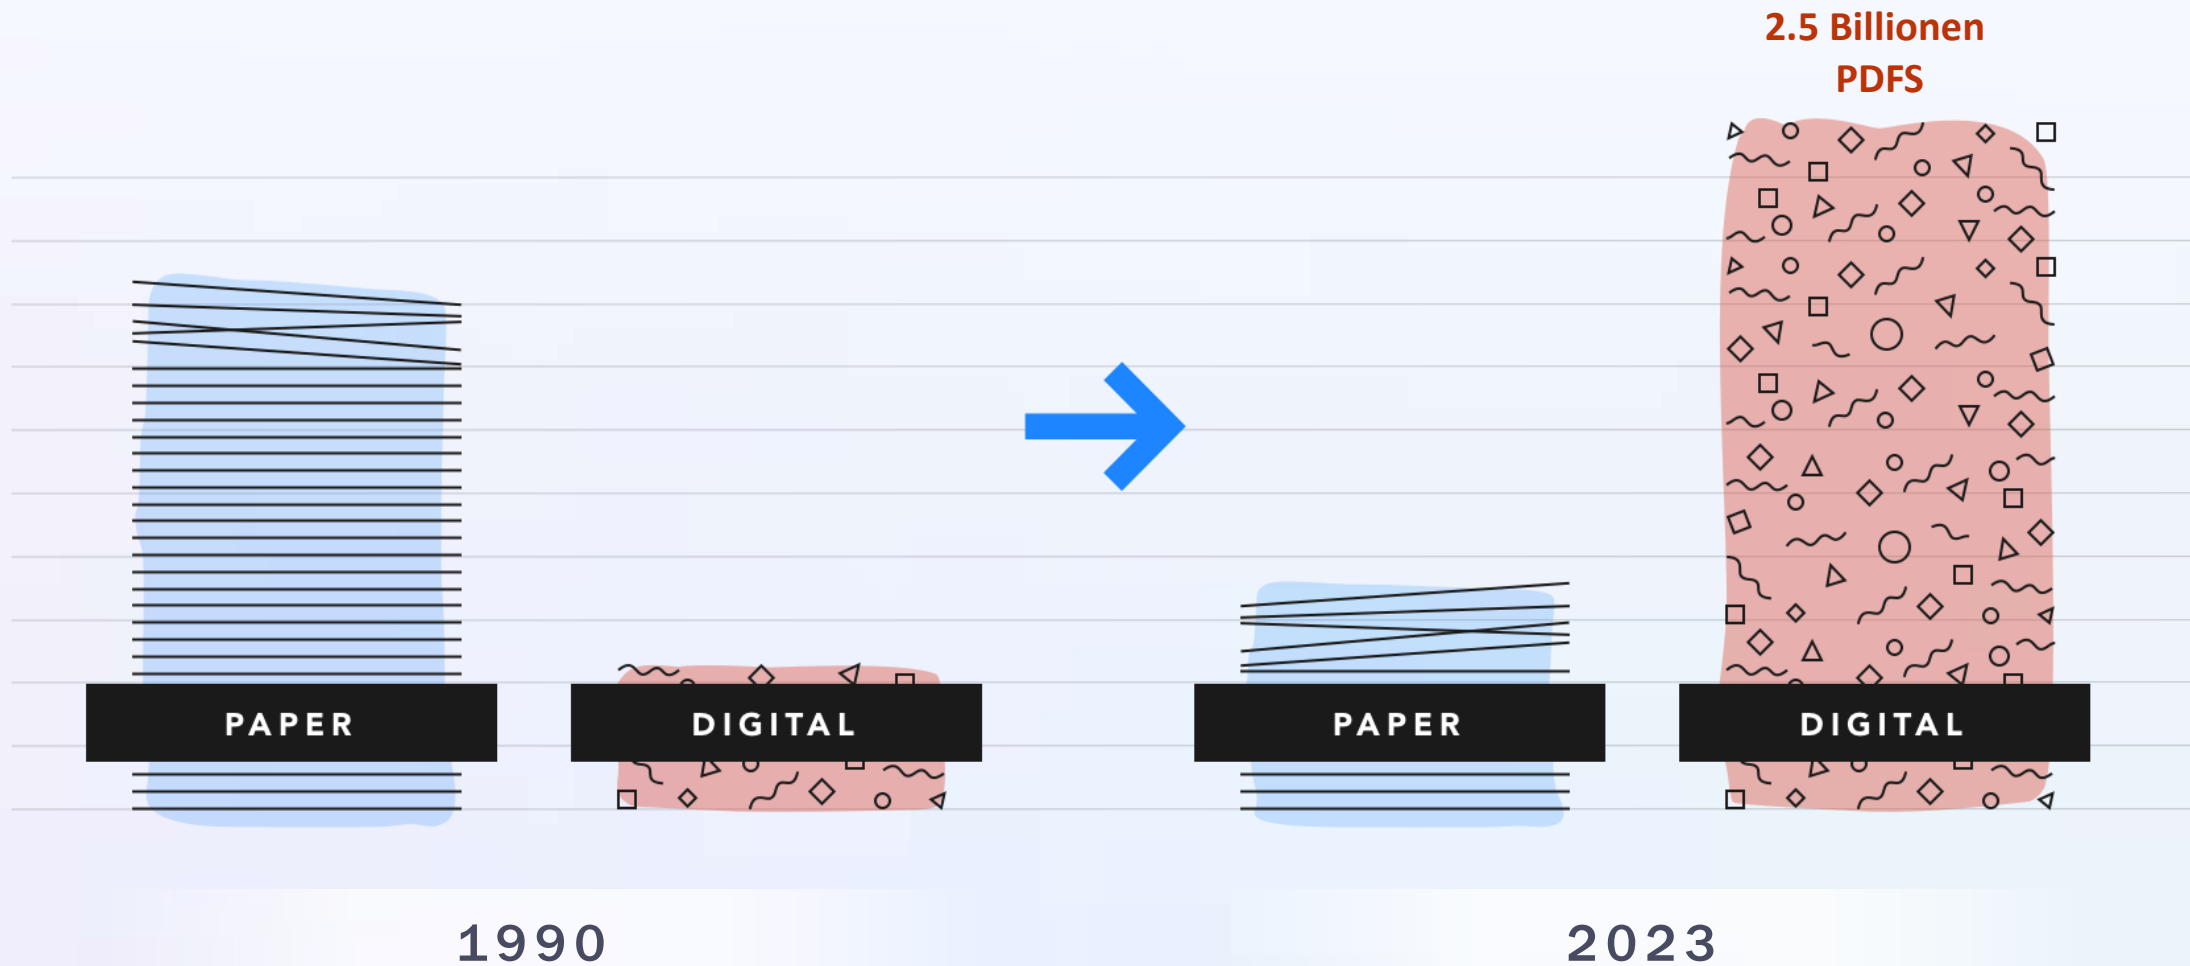 2.5 Billionen
PDFS
PAPER
DIGITAL
PAPER
DIGITAL
1990
2023